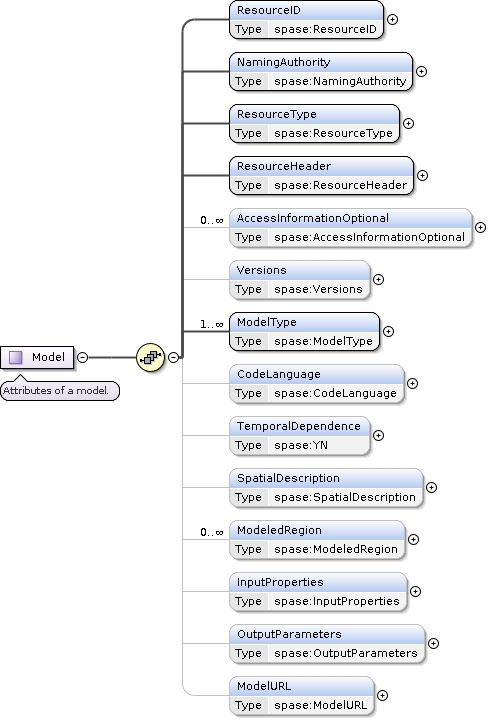 ResourceID
Type spase:ResourceID
NamingAuthority
Type spase:NamingAuthority
ResourceType
Type spase:ResourceType
ResourceHeader
Type spase:ResourceHeader
0..∞
AccessInformationOptional
Type spase:AccessInformationOptional
Versions
Type spase:Versions
1..∞
ModelType
Type spase:ModelType
Model
Attributes of a model.
CodeLanguage
Type spase:CodeLanguage
TemporalDependence
Type spase:YN
SpatialDescription
Type spase:SpatialDescription
0..∞
ModeledRegion
Type spase:ModeledRegion
InputProperties
Type spase:InputProperties
OutputParameters
Type spase:OutputParameters
ModelURL
Type spase:ModelURL